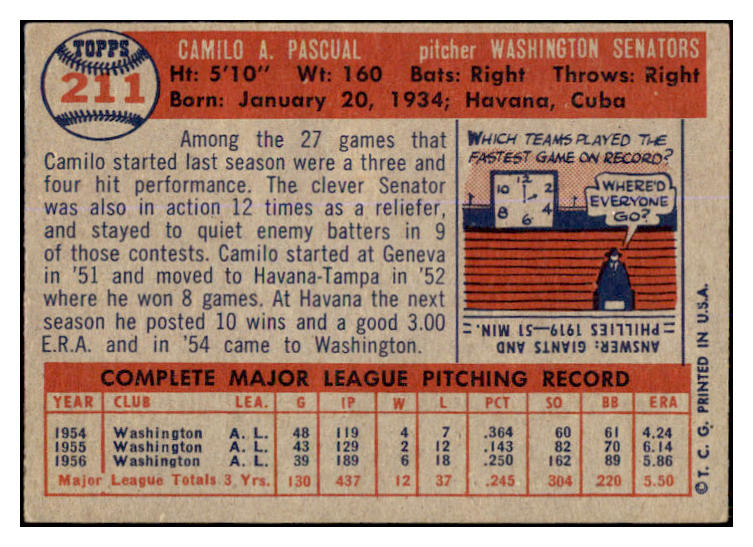 TOPPS
211
CAMILO A. PASCUAL pitcher WASHINGTON SENATORS
Ht: 5'10" Wt: 160 Bats: Right Throws: Right
Born: January 20, 1934; Havana, Cuba
Among the 27 games that
Camilo started last season were a three and
four hit performance. The clever Senator
was also in action 12 times as a reliefer,
and stayed to quiet enemy batters in 9
of those contests. Camilo started at Geneva
in '51 and moved to Havana-Tampa in '52
where he won 8 games. At Havana the next
season he posted 10 wins and a good 3.00
E.R.A. and in '54 came to Washington.
WHICH TEAMS PLAYED THE
FASTEST GAME ON RECORD?
10 12 2
8 6 4
WHERE'D
EVERYONE
GO?
ANSWER: GIANTS AND
PHILLIES 1919—51 MIN.
COMPLETE MAJOR LEAGUE PITCHING RECORD
YEAR CLUB LEA. G IP W L PCT SO BB ERA
1954 Washington A. L. 48 119 4 7 .364 60 61 4.24
1955 Washington A. L. 43 129 2 12 .143 82 70 6.14
1956 Washington A. L. 39 189 6 18 .250 162 89 5.86
Major League Totals 3 Yrs. 130 437 12 37 .245 304 220 5.50
© T. C. G. PRINTED IN U.S.A.